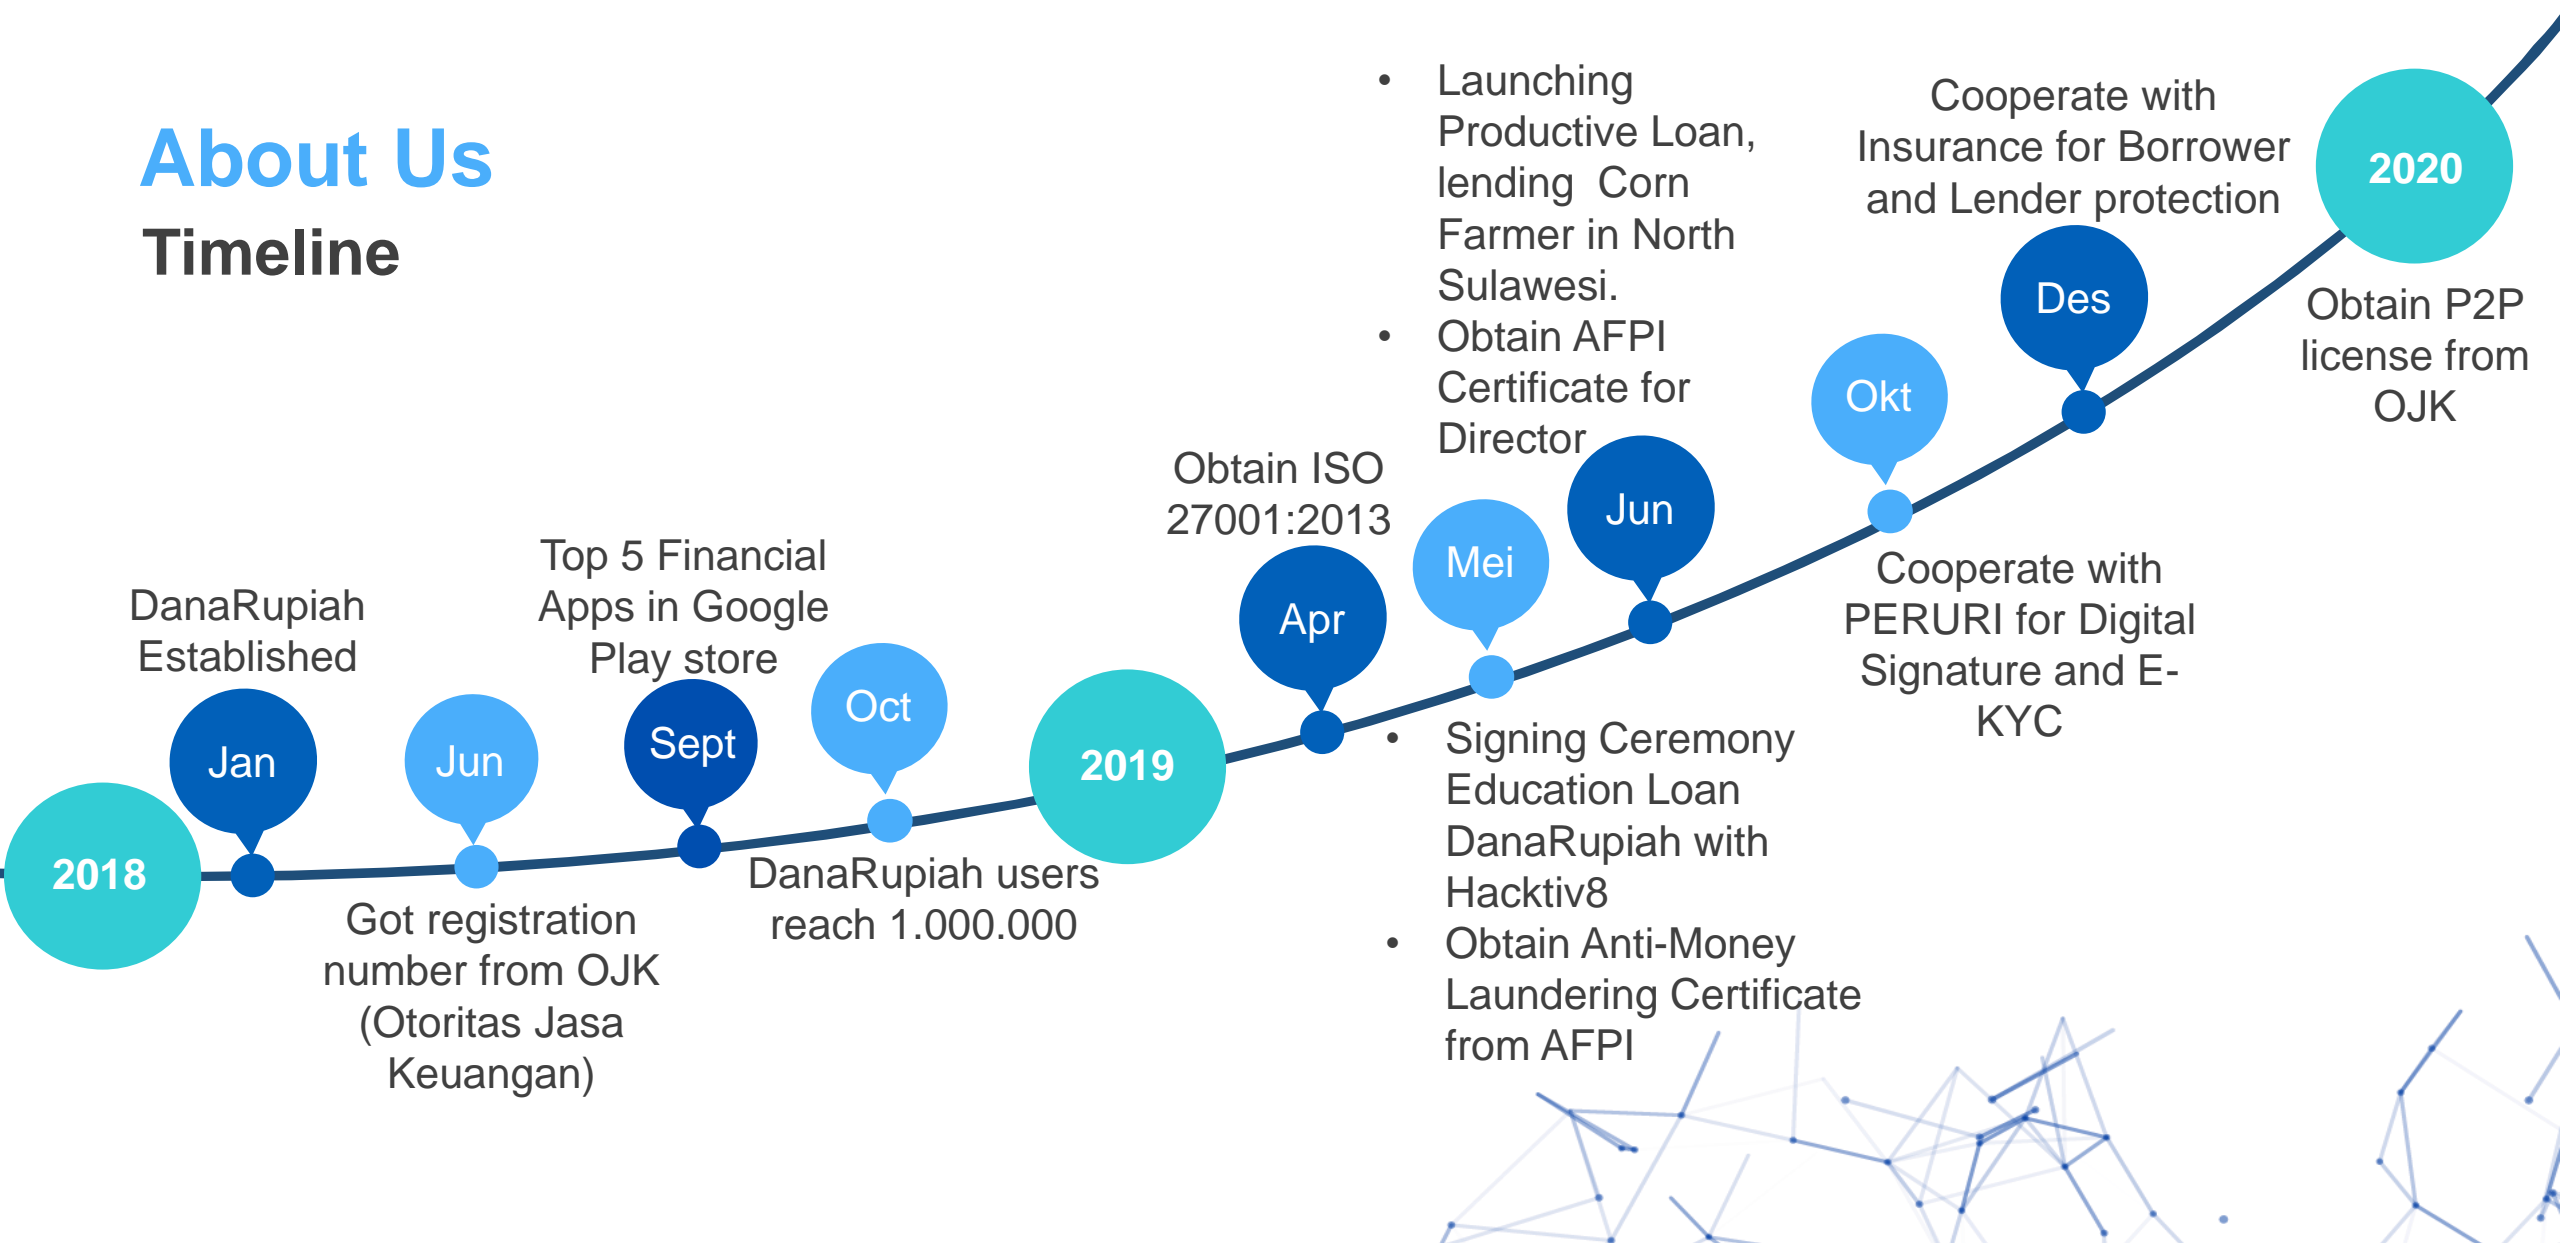 About Us
Timeline
2018
DanaRupiah
Established
Jan
Jun
Got registration
number from OJK
(Otoritas Jasa
Keuangan)
Top 5 Financial
Apps in Google
Play store
Sept
Oct
DanaRupiah users
reach 1.000.000
2019
Obtain ISO
27001:2013
Apr
Mei
• Signing Ceremony
Education Loan
DanaRupiah with
Hacktiv8
• Obtain Anti-Money
Laundering Certificate
from AFPI
• Launching
Productive Loan,
lending  Corn
Farmer in North
Sulawesi.
• Obtain AFPI
Certificate for
Director
Jun
Okt
Cooperate with
PERURI for Digital
Signature and E-
KYC
Cooperate with
Insurance for Borrower
and Lender protection
Des
2020
Obtain P2P
license from
OJK